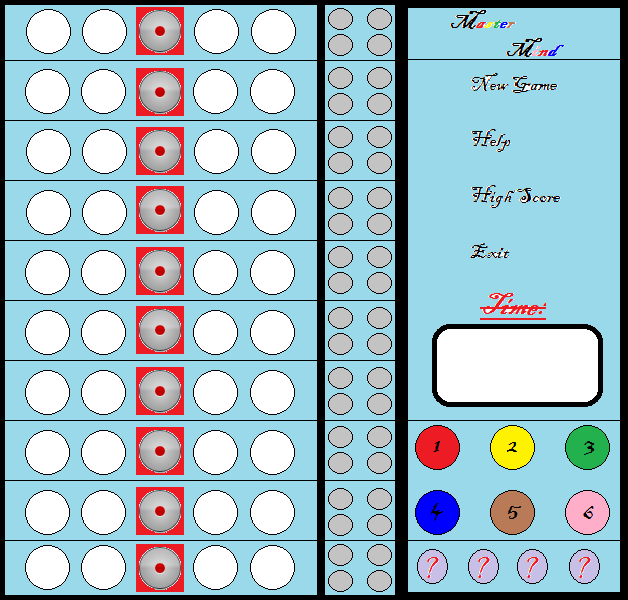 Master
Mind
New Game
Help
High Score
Exit
Time:
1 2 3
4 5 6
? ? ? ?